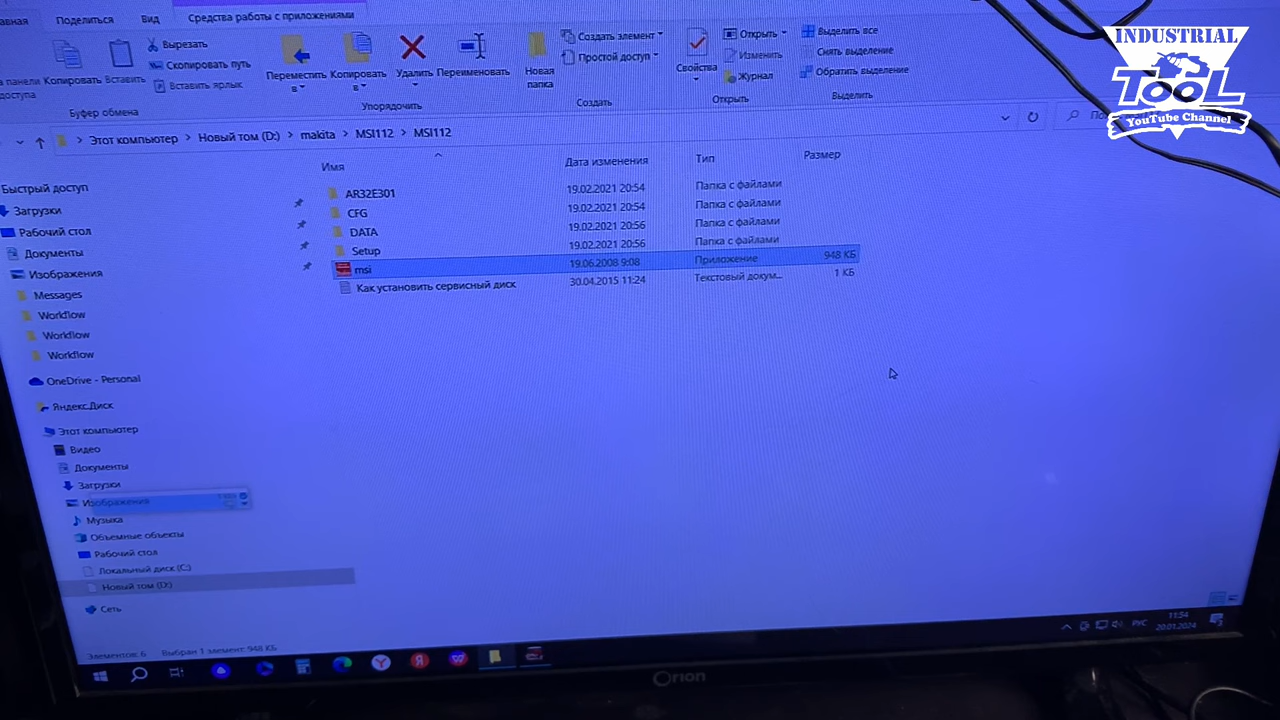 авная Поделиться Вид Средства работы с приложениями
INDUSTRIAL
TOOL
YouTube Channel
Вырезать
Скопировать путь
Вставить ярлык
Копировать Вставить
а панели
доступа
Буфер обмена
Переместить в
Копировать в
Удалить
Переименовать
Упорядочить
Новая папка
Создать элемент
Простой доступ
Создать
Свойства
Открыть
Изменить
Журнал
Открыть
Выделить все
Снять выделение
Обратить выделение
Выделить
Этот компьютер > Новый том (D:) > makita > MSI112 > MSI112
Имя Дата изменения Тип Размер
AR32E301 19.02.2021 20:54 Папка с файлами
CFG 19.02.2021 20:54 Папка с файлами
DATA 19.02.2021 20:56 Папка с файлами
Setup 19.02.2021 20:56 Папка с файлами
msi 19.06.2008 9:08 Приложение 948 КБ
Как установить сервисный диск 30.04.2015 11:24 Текстовый докум... 1 КБ
Быстрый доступ
Загрузки
Рабочий стол
Документы
Изображения
Messages
Workflow
Workflow
Workflow
OneDrive - Personal
Яндекс.Диск
Этот компьютер
Видео
Документы
Загрузки
Изображения
Музыка
Объемные объекты
Рабочий стол
Локальный диск (C:)
Новый том (D:)
Сеть
Элементов: 6 Выбран 1 элемент: 948 КБ
РУС
11:54
20.01.2024
Orion